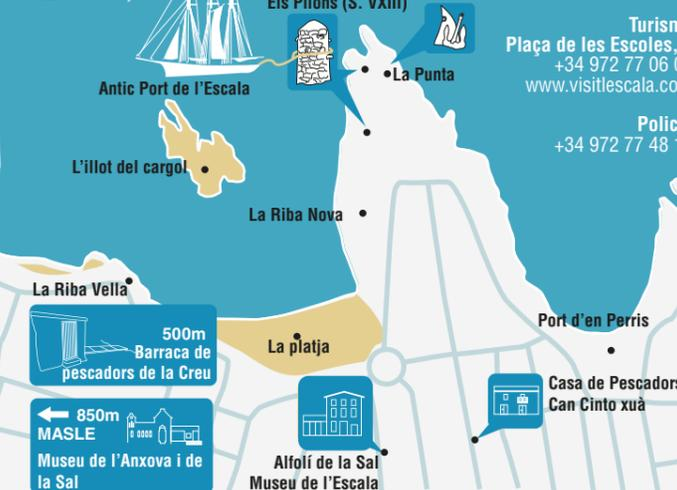 Els Pilons (S. XVIII)
Turism
Plaça de les Escoles,
+34 972 77 06 0
www.visitlescala.co
La Punta
Antic Port de l'Escala
Polic
+34 972 77 48 1
L'illot del cargol
La Riba Nova
La Riba Vella
500m
Barraca de
pescadors de la Creu
La platja
Port d'en Perris
Casa de Pescadors
Can Cinto xuà
850m
MASLE
Museu de l'Anxova i de
la Sal
Alfolí de la Sal
Museu de l'Escala